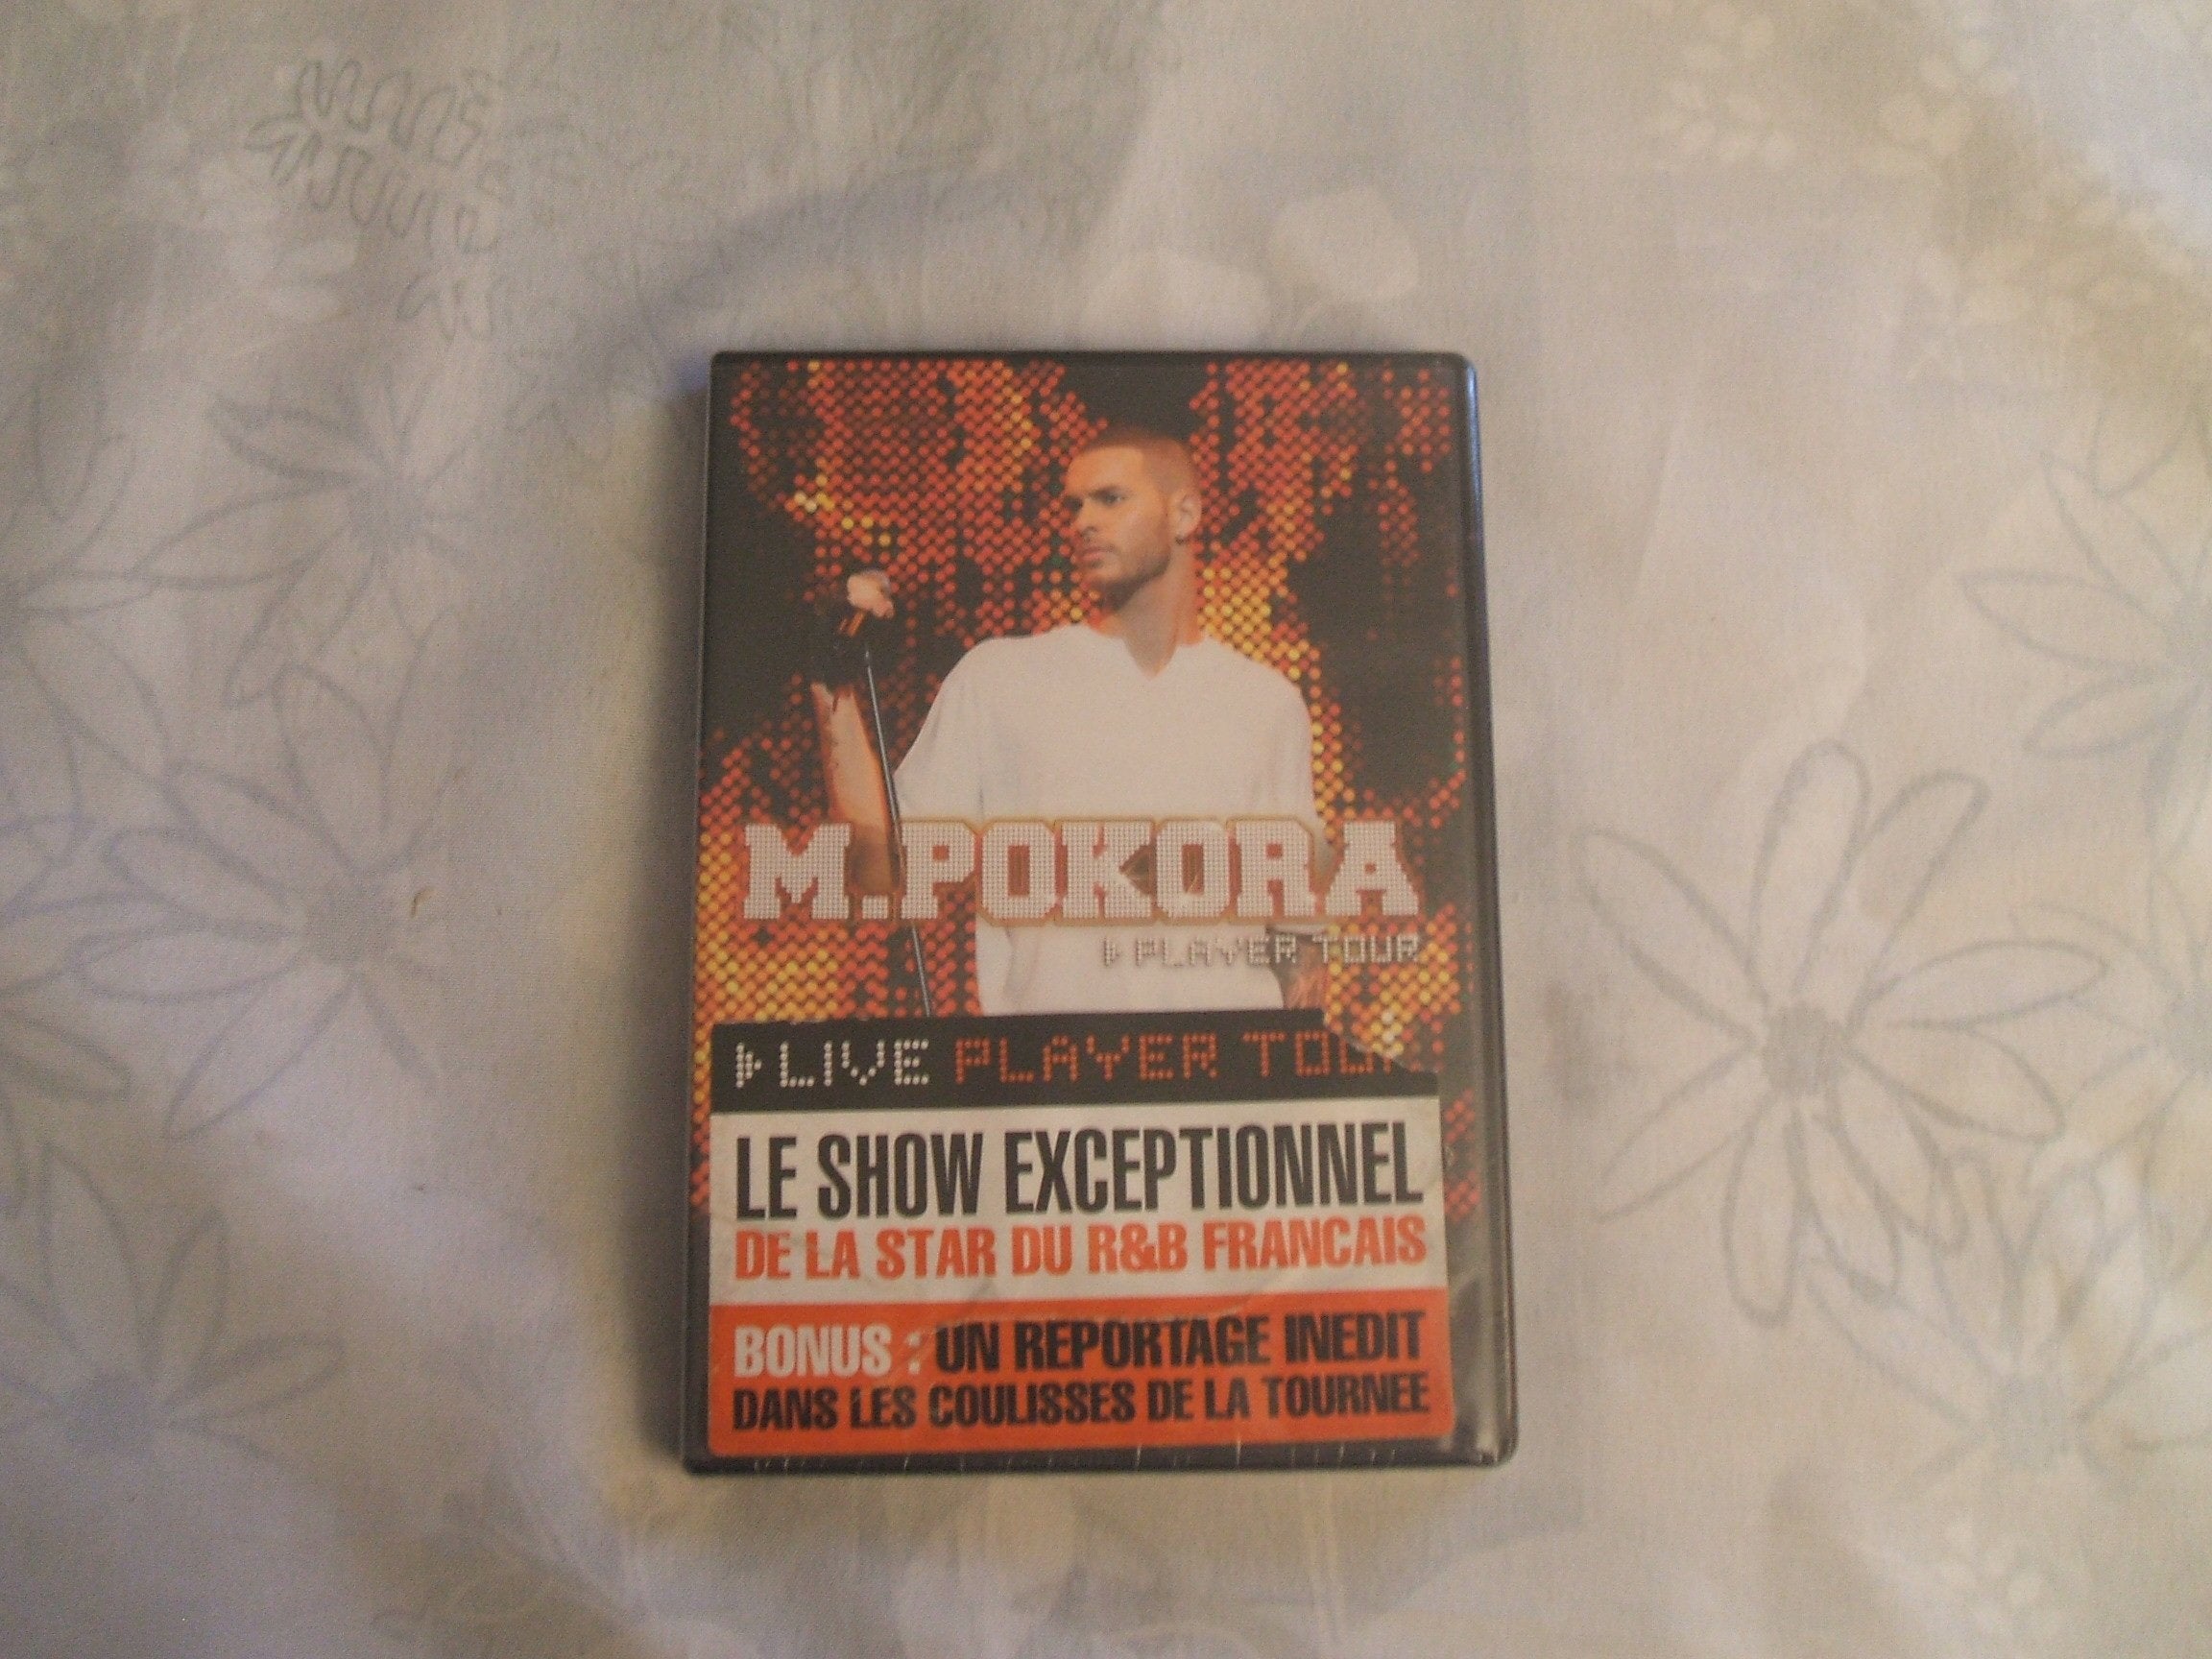 M.POKORA
PLAYER TOUR
LIVE PLAYER TOUR
LE SHOW EXCEPTIONNEL
DE LA STAR DU R&B FRANCAIS
BONUS : UN REPORTAGE INEDIT
DANS LES COULISSES DE LA TOURNEE